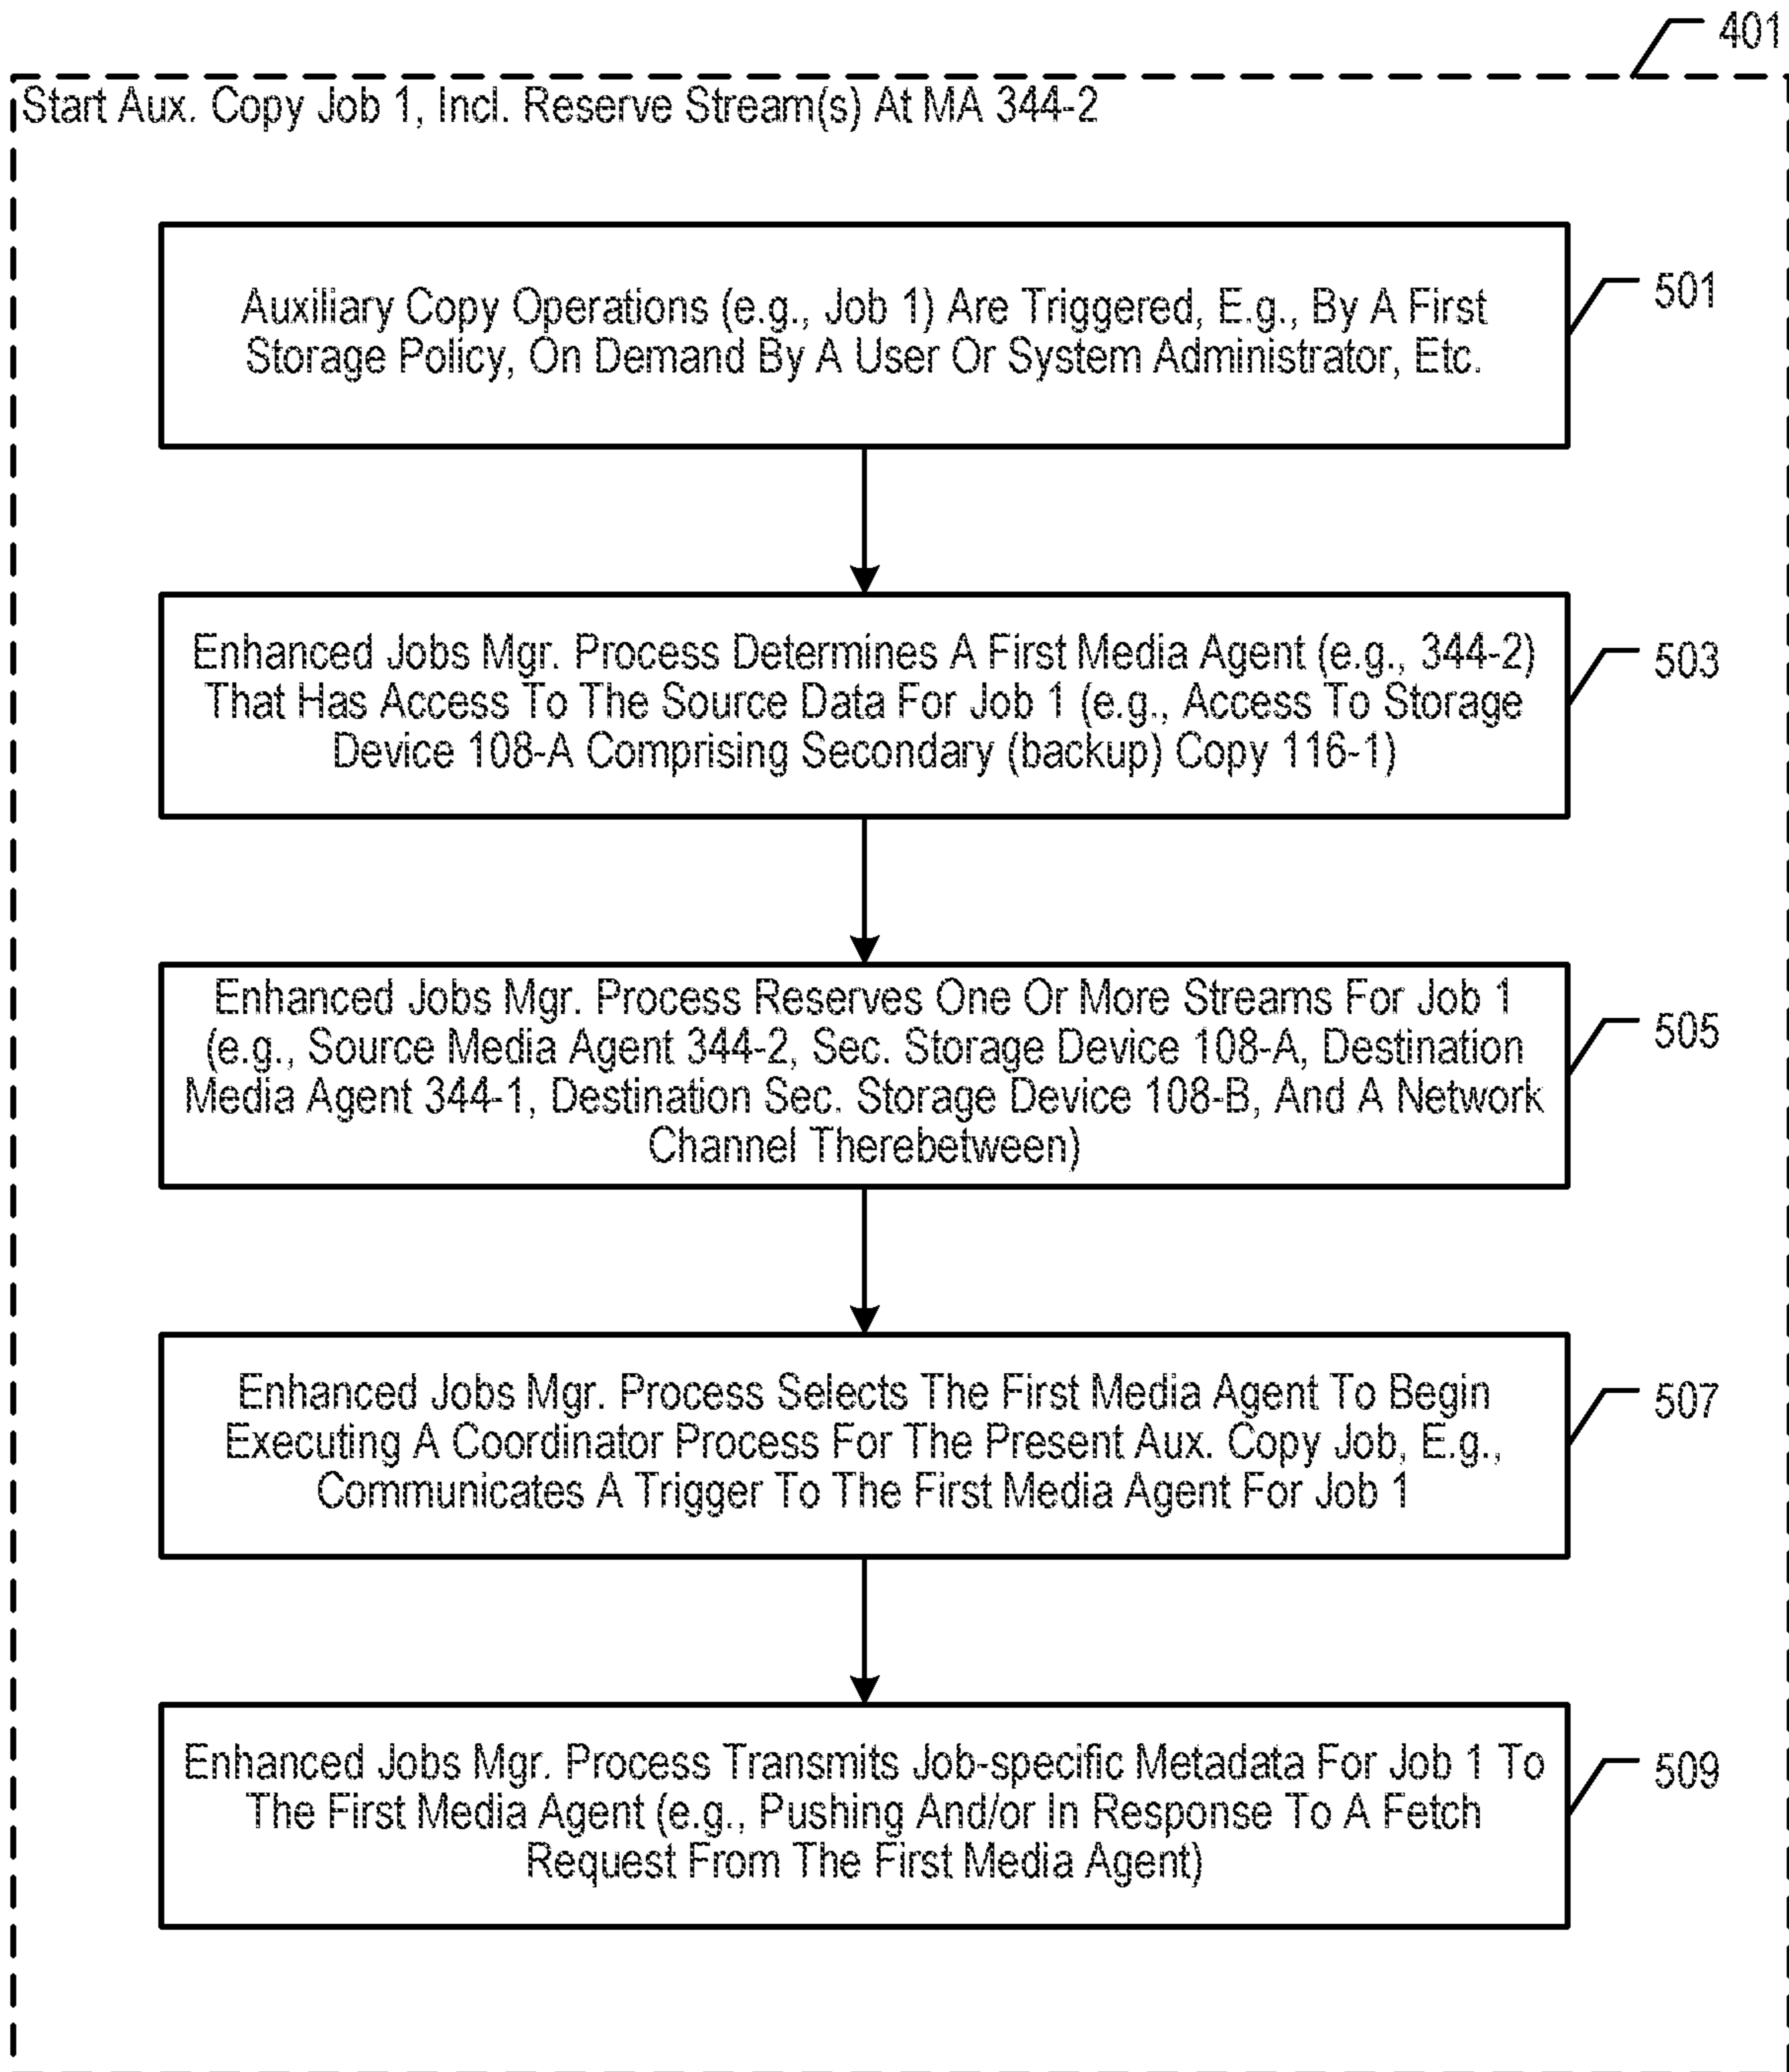 401
Start Aux. Copy Job 1, Incl. Reserve Stream(s) At MA 344-2
Auxiliary Copy Operations (e.g., Job 1) Are Triggered, E.g., By A First
Storage Policy, On Demand By A User Or System Administrator, Etc.
501
Enhanced Jobs Mgr. Process Determines A First Media Agent (e.g., 344-2)
That Has Access To The Source Data For Job 1 (e.g., Access To Storage
Device 108-A Comprising Secondary (backup) Copy 116-1)
503
Enhanced Jobs Mgr. Process Reserves One Or More Streams For Job 1
(e.g., Source Media Agent 344-2, Sec. Storage Device 108-A, Destination
Media Agent 344-1, Destination Sec. Storage Device 108-B, And A Network
Channel Therebetween)
505
Enhanced Jobs Mgr. Process Selects The First Media Agent To Begin
Executing A Coordinator Process For The Present Aux. Copy Job, E.g.,
Communicates A Trigger To The First Media Agent For Job 1
507
Enhanced Jobs Mgr. Process Transmits Job-specific Metadata For Job 1 To
The First Media Agent (e.g., Pushing And/or In Response To A Fetch
Request From The First Media Agent)
509